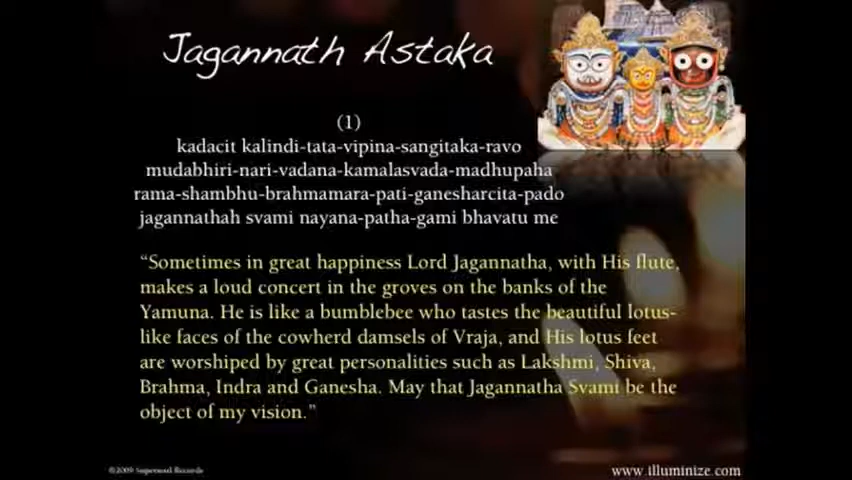 Jagannath Astaka
(1)
kadacit kalindi-tata-vipina-sangitaka-ravo
mudabhiri-nari-vadana-kamalasvada-madhupaha
rama-shambhu-brahmamara-pati-ganesharcita-pado
jagannathah svami nayana-patha-gami bhavatu me
“Sometimes in great happiness Lord Jagannatha, with His flute,
makes a loud concert in the groves on the banks of the
Yamuna. He is like a bumblebee who tastes the beautiful lotus-
like faces of the cowherd damsels of Vraja, and His lotus feet
are worshiped by great personalities such as Lakshmi, Shiva,
Brahma, Indra and Ganesha. May that Jagannatha Svami be the
object of my vision.”
©2009 Supersoul Records
www.illuminize.com